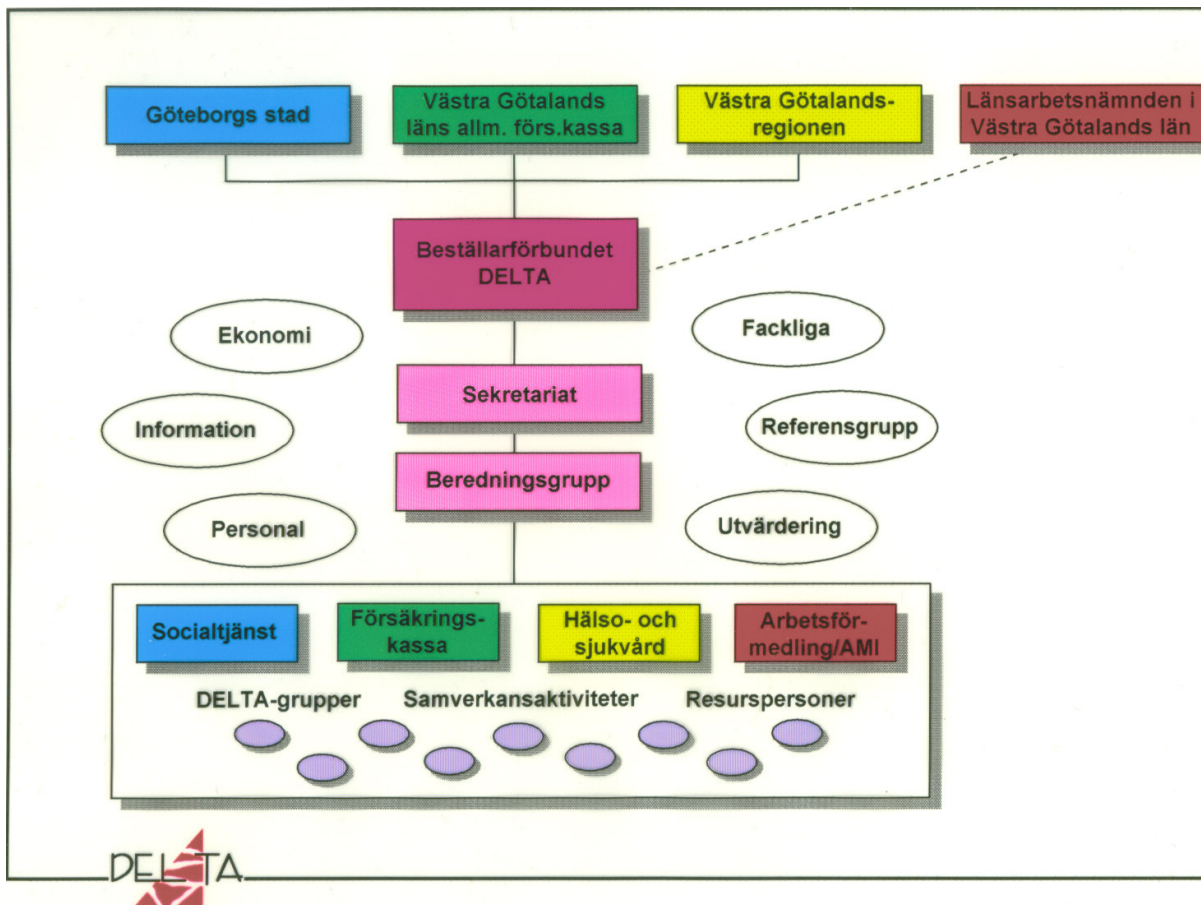 Göteborgs stad
Västra Götalands
läns allm. förs.kassa
Västra Götalands-
regionen
Länsarbetsnämnden i
Västra Götalands län
Beställarförbundet
DELTA
Ekonomi
Fackliga
Sekretariat
Information
Referensgrupp
Beredningsgrupp
Personal
Utvärdering
Socialtjänst
Försäkrings-
kassa
Hälso- och
sjukvård
Arbetsför-
medling/AMI
DELTA-grupper
Samverkansaktiviteter
Resurspersoner
DELTA